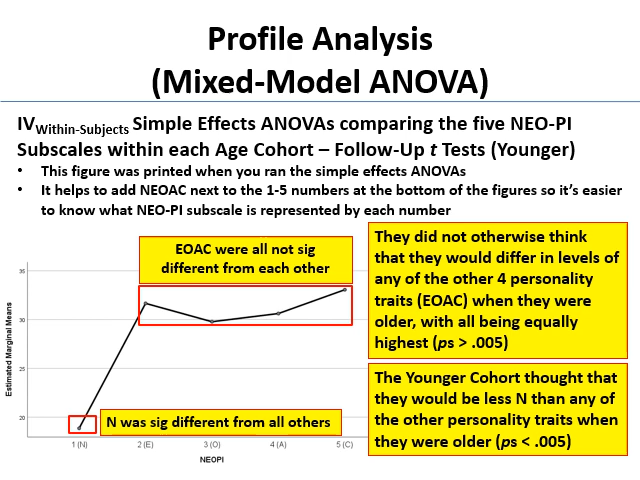 Profile Analysis
(Mixed-Model ANOVA)
IVWithin-Subjects Simple Effects ANOVAs comparing the five NEO-PI
Subscales within each Age Cohort – Follow-Up t Tests (Younger)
• This figure was printed when you ran the simple effects ANOVAs
• It helps to add NEOAC next to the 1-5 numbers at the bottom of the figures so it's easier
to know what NEO-PI subscale is represented by each number
EOAC were all not sig
different from each other
They did not otherwise think
that they would differ in levels of
any of the other 4 personality
traits (EOAC) when they were
older, with all being equally
highest (ps > .005)
The Younger Cohort thought that
they would be less N than any of
the other personality traits when
they were older (ps < .005)
N was sig different from all others
Estimated Marginal Means
35
30
25
20
1 (N) 2 (E) 3 (O) 4 (A) 5 (C)
NEOPI